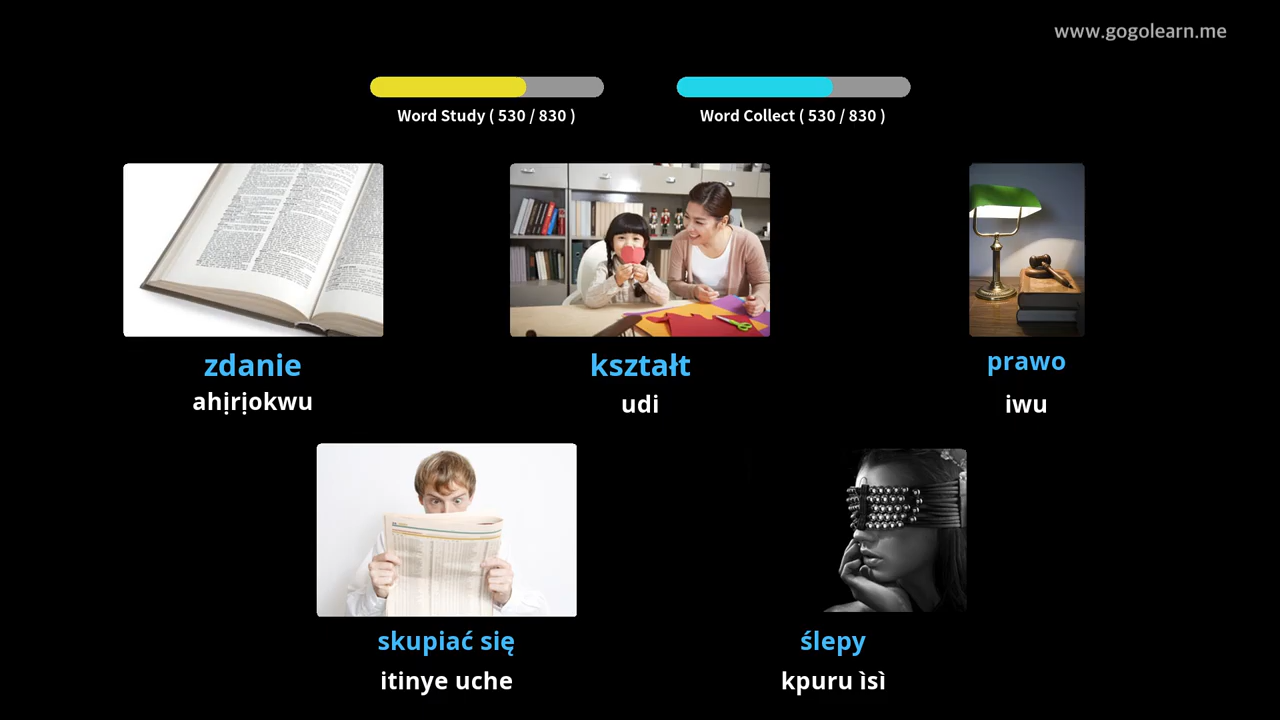 www.gogolearn.me
Word Study ( 530 / 830 )
Word Collect ( 530 / 830 )
zdanie
ahịrịokwu
kształt
udi
prawo
iwu
skupiać się
itinye uche
ślepy
kpuru ìsì